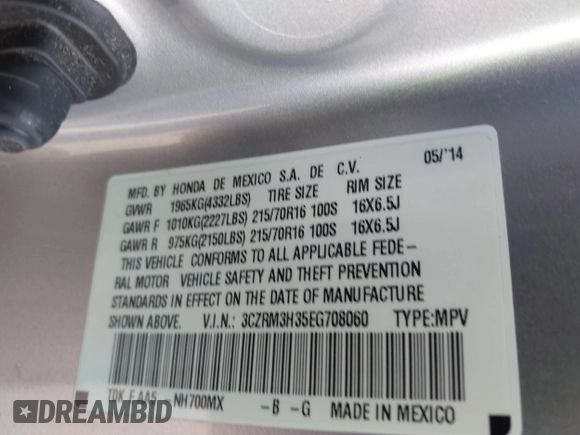 MFD. BY HONDA DE MEXICO S.A. DE C.V. 05/'14
GVWR 1965KG(4332LBS) TIRE SIZE RIM SIZE
GAWR F 1010KG(2227LBS) 215/70R16 100S 16X6.5J
GAWR R 975KG(2150LBS) 215/70R16 100S 16X6.5J
THIS VEHICLE CONFORMS TO ALL APPLICABLE FEDE-
RAL MOTOR VEHICLE SAFETY AND THEFT PREVENTION
STANDARDS IN EFFECT ON THE DATE OF MANUFACTURE
SHOWN ABOVE. V.I.N.: 3CZRM3H35EG708060 TYPE:MPV
NH700MX -B -G MADE IN MEXICO
DREAMBID